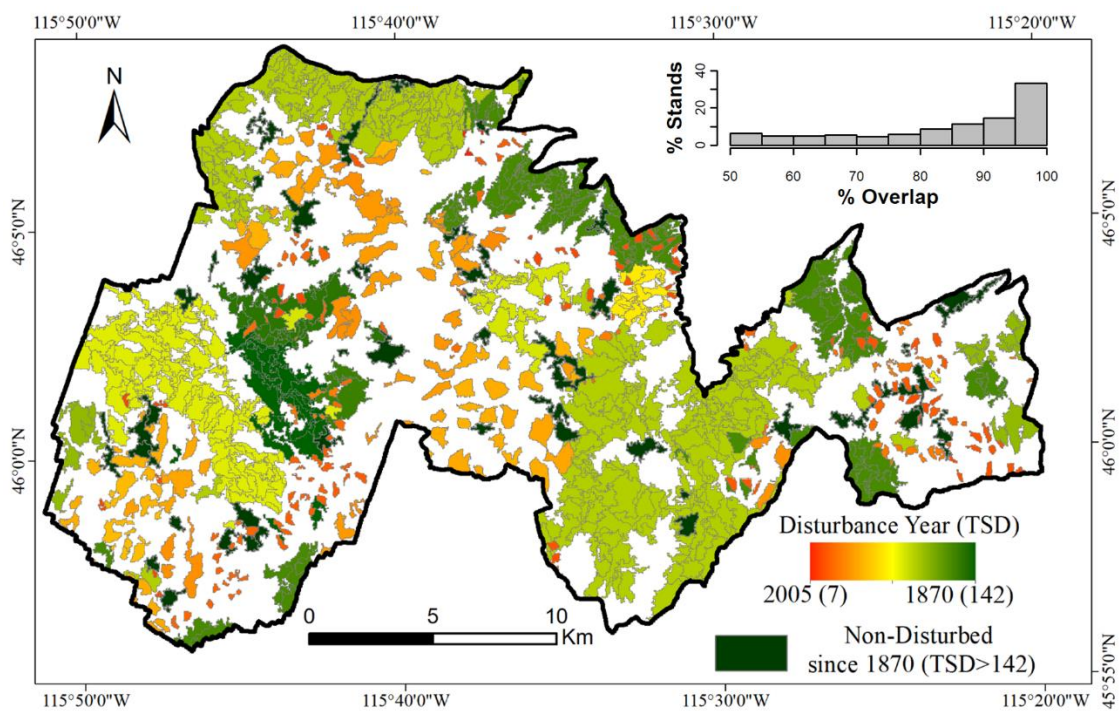 115°50'0"W 115°40'0"W 115°30'0"W 115°20'0"W
N
% Stands
0 20 40
50 60 70 80 90 100
% Overlap
46°5'0"N 46°5'0"N
46°0'0"N 46°0'0"N
Disturbance Year (TSD)
2005 (7) 1870 (142)
0 5 10
Km
Non-Disturbed
since 1870 (TSD>142)
45°55'0"N
115°50'0"W 115°40'0"W 115°30'0"W 115°20'0"W